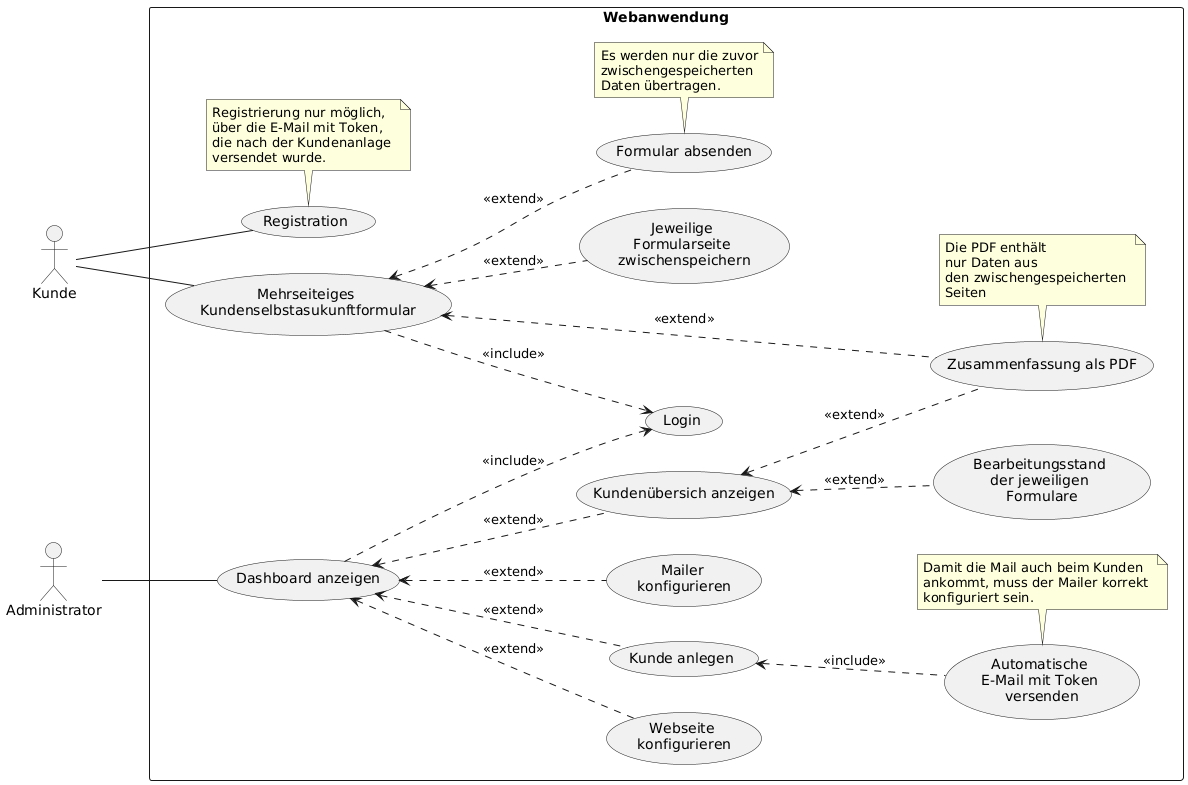 Webanwendung
Es werden nur die zuvor
zwischengespeicherten
Daten übertragen.
Registrierung nur möglich,
über die E-Mail mit Token,
die nach der Kundenanlage
versendet wurde.
Formular absenden
«extend»
Registration
Jeweilige
Formularseite
zwischenspeichern
«extend»
Die PDF enthält
nur Daten aus
den zwischengespeicherten
Seiten
Kunde
Mehrseiteiges
Kundenselbstasukunftformular
«extend»
«include»
Zusammenfassung als PDF
Login
«extend»
«include»
Kundenübersich anzeigen
«extend»
Bearbeitungsstand
der jeweiligen
Formulare
«extend»
Administrator
Dashboard anzeigen
«extend»
Mailer
konfigurieren
Damit die Mail auch beim Kunden
ankommt, muss der Mailer korrekt
konfiguriert sein.
«extend»
Kunde anlegen
«include»
Automatische
E-Mail mit Token
versenden
«extend»
Webseite
konfigurieren